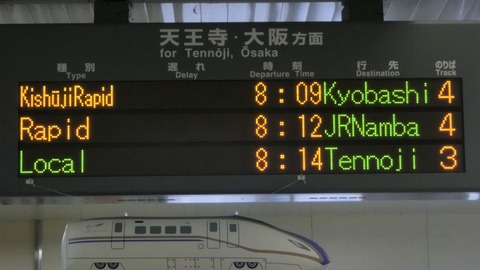 天王寺・大阪方面
for Tennōji, Ōsaka
種別 遅れ 時刻 行先 のりば
Type Delay Departure Time Destination Track
KishūjiRapid 8:09 Kyobashi 4
Rapid 8:12 JRNamba 4
Local 8:14 Tennoji 3